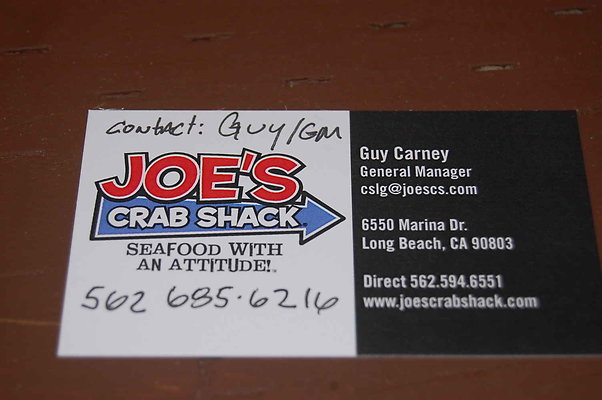 Contact: Guy/GM
JOE'S
CRAB SHACK
SEAFOOD WITH
AN ATTITUDE!
562 685·6216
Guy Carney
General Manager
cslg@joescs.com
6550 Marina Dr.
Long Beach, CA 90803
Direct 562.594.6551
www.joescrabshack.com